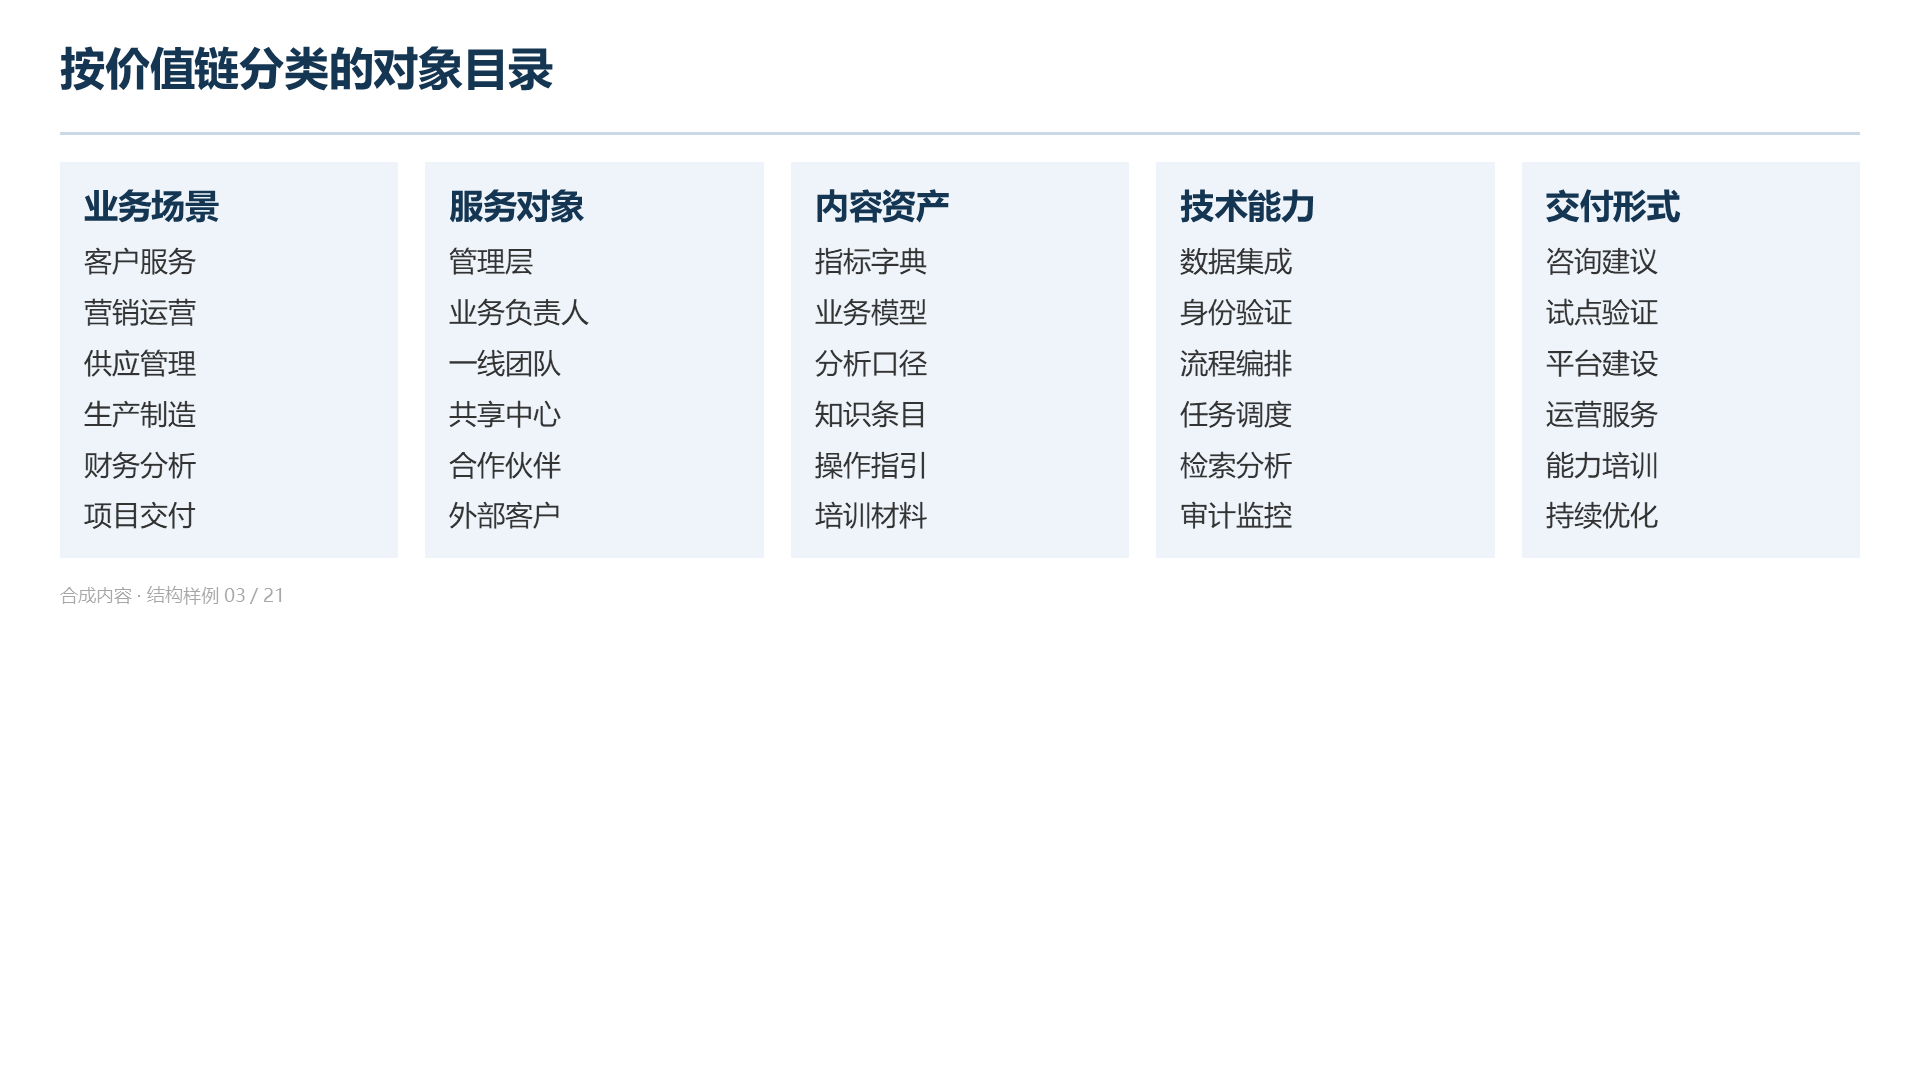 按价值链分类的对象目录
业务场景
客户服务
营销运营
供应管理
生产制造
财务分析
项目交付
服务对象
管理层
业务负责人
一线团队
共享中心
合作伙伴
外部客户
内容资产
指标字典
业务模型
分析口径
知识条目
操作指引
培训材料
技术能力
数据集成
身份验证
流程编排
任务调度
检索分析
审计监控
交付形式
咨询建议
试点验证
平台建设
运营服务
能力培训
持续优化
合成内容 · 结构样例 03 / 21